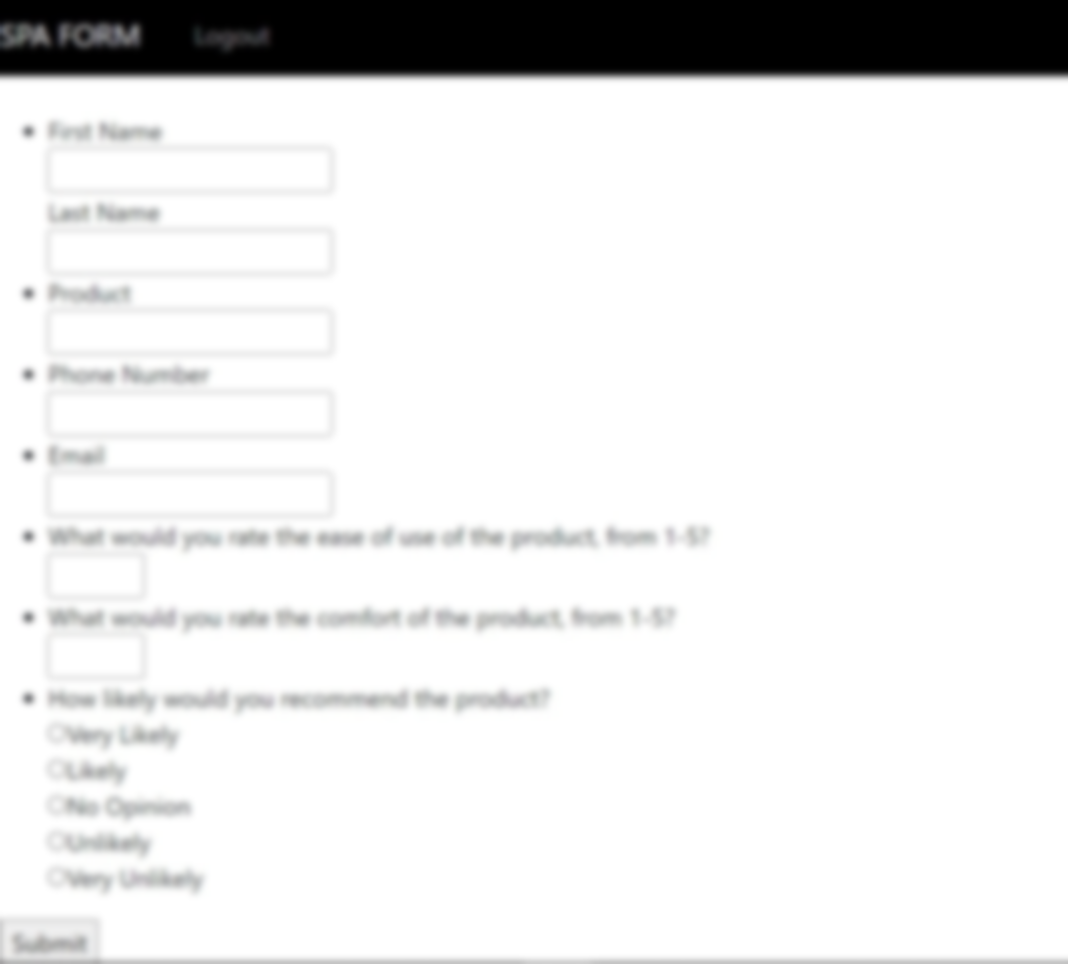 SPA FORM Logout
First Name
Last Name
Product
Phone Number
Email
What would you rate the ease of use of the product, from 1-5?
What would you rate the comfort of the product, from 1-5?
How likely would you recommend the product?
Very Likely
Likely
No Opinion
Unlikely
Very Unlikely
Submit